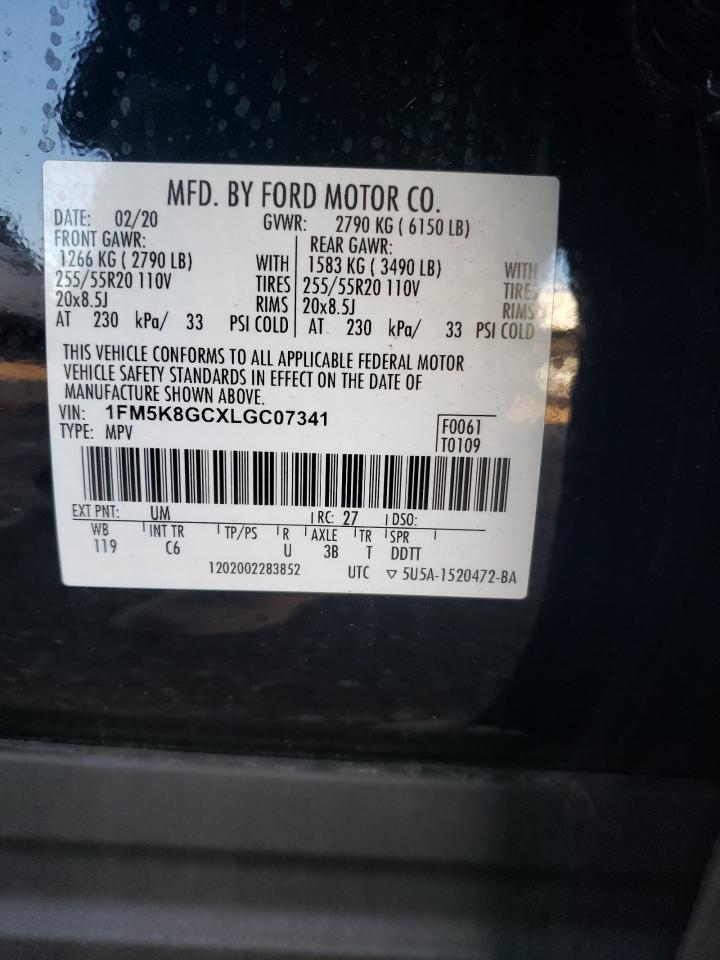 MFD. BY FORD MOTOR CO.
DATE: 02/20 GVWR: 2790 KG ( 6150 LB)
FRONT GAWR: REAR GAWR:
1266 KG ( 2790 LB) WITH 1583 KG ( 3490 LB) WITH
255/55R20 110V TIRES 255/55R20 110V TIRES
20x8.5J RIMS 20x8.5J RIMS
AT 230 kPa/ 33 PSI COLD AT 230 kPa/ 33 PSI COLD
THIS VEHICLE CONFORMS TO ALL APPLICABLE FEDERAL MOTOR
VEHICLE SAFETY STANDARDS IN EFFECT ON THE DATE OF
MANUFACTURE SHOWN ABOVE.
VIN: 1FM5K8GCXLGC07341 F0061
TYPE: MPV T0109
EXT PNT: UM RC: 27 DSO:
WB INT TR TP/PS R AXLE TR SPR
119 C6 U 3B T DDTT
1202002283852 UTC ▽ 5U5A-1520472-BA